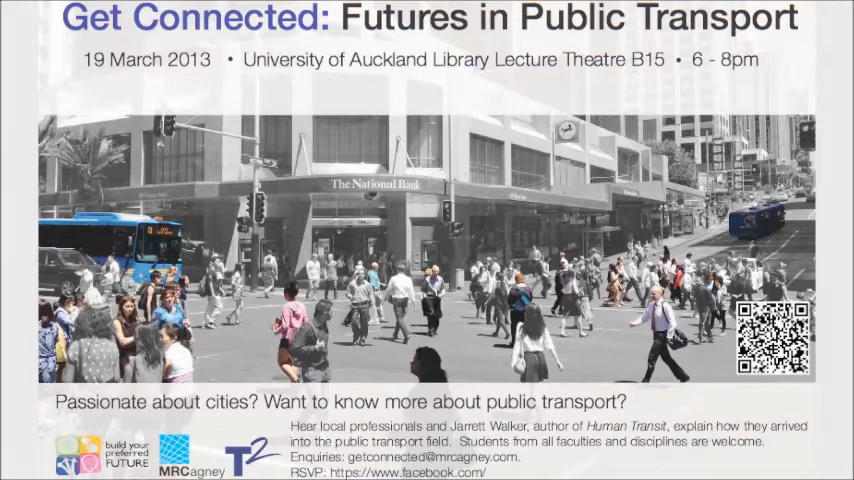 Get Connected: Futures in Public Transport
19 March 2013 • University of Auckland Library Lecture Theatre B15 • 6 - 8pm
The National Bank
Passionate about cities? Want to know more about public transport?
Hear local professionals and Jarrett Walker, author of Human Transit, explain how they arrived
into the public transport field. Students from all faculties and disciplines are welcome.
Enquiries: getconnected@mrcagney.com.
RSVP: https://www.facebook.com/
build your
preferred
FUTURE
MRCagney
T2